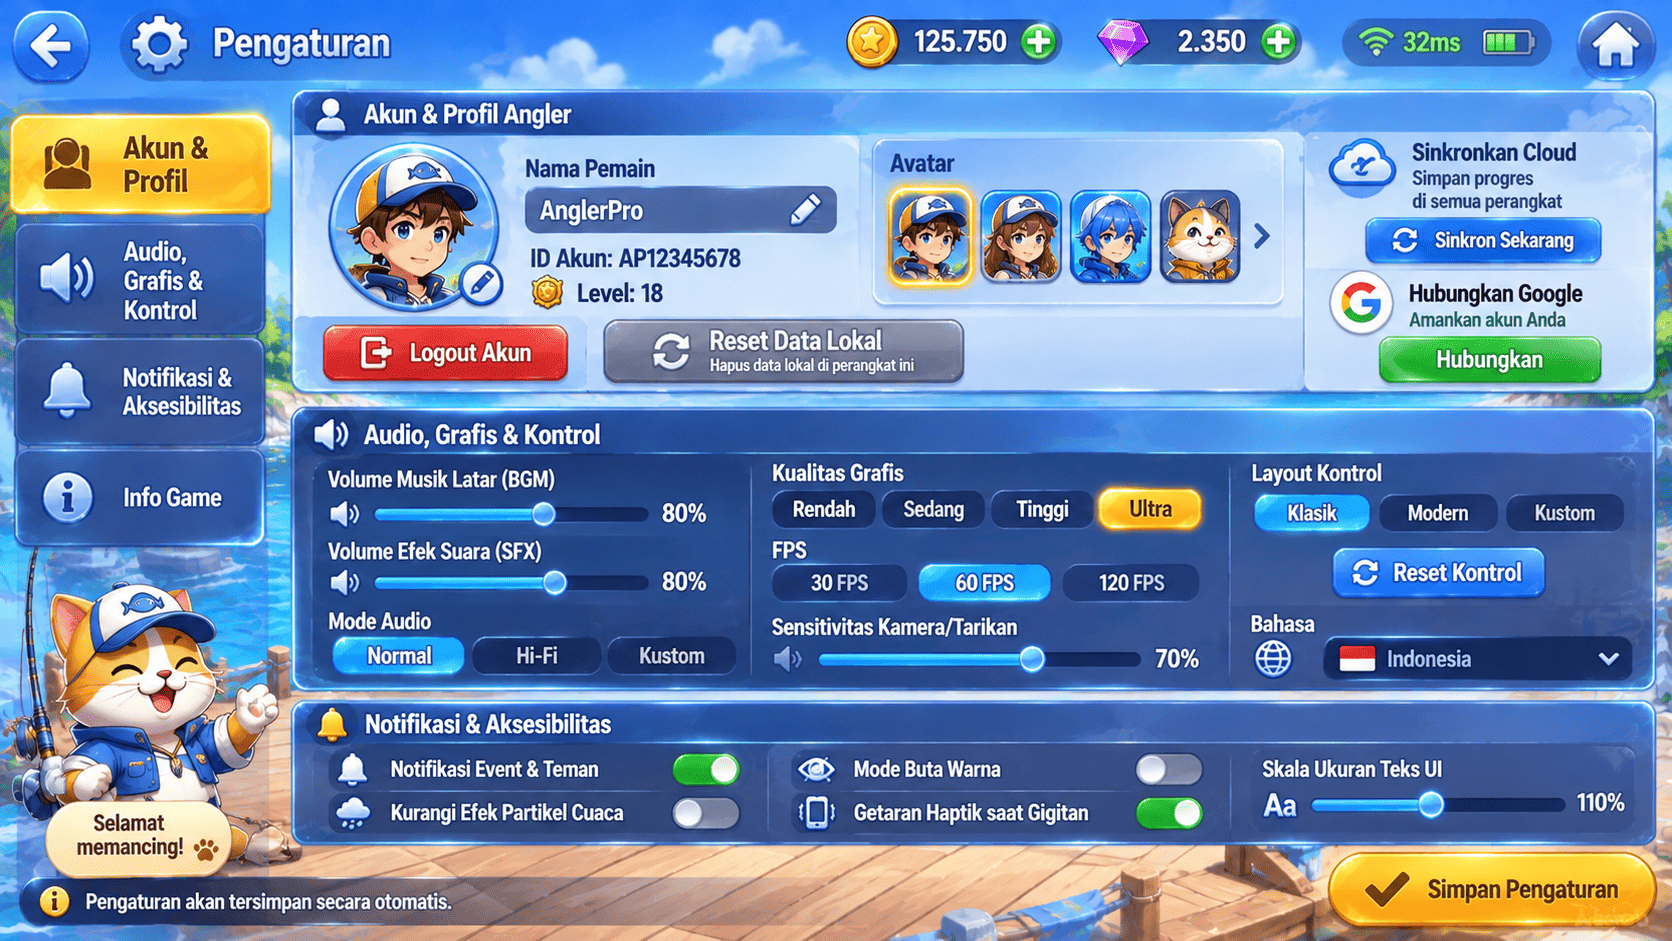 Pengaturan
125.750
2.350
32ms
Akun &
Profil
Audio,
Grafis &
Kontrol
Notifikasi &
Aksesibilitas
Info Game
Akun & Profil Angler
Nama Pemain
AnglerPro
ID Akun: AP12345678
Level: 18
Avatar
Sinkronkan Cloud
Simpan progres
di semua perangkat
Sinkron Sekarang
Hubungkan Google
Amankan akun Anda
Hubungkan
Logout Akun
Reset Data Lokal
Hapus data lokal di perangkat ini
Audio, Grafis & Kontrol
Volume Musik Latar (BGM)
80%
Volume Efek Suara (SFX)
80%
Mode Audio
Normal
Hi-Fi
Kustom
Kualitas Grafis
Rendah
Sedang
Tinggi
Ultra
FPS
30 FPS
60 FPS
120 FPS
Sensitivitas Kamera/Tarikan
70%
Layout Kontrol
Klasik
Modern
Kustom
Reset Kontrol
Bahasa
Indonesia
Notifikasi & Aksesibilitas
Notifikasi Event & Teman
Kurangi Efek Partikel Cuaca
Mode Buta Warna
Getaran Haptik saat Gigitan
Skala Ukuran Teks UI
Aa
110%
Selamat
memancing!
Pengaturan akan tersimpan secara otomatis.
Simpan Pengaturan